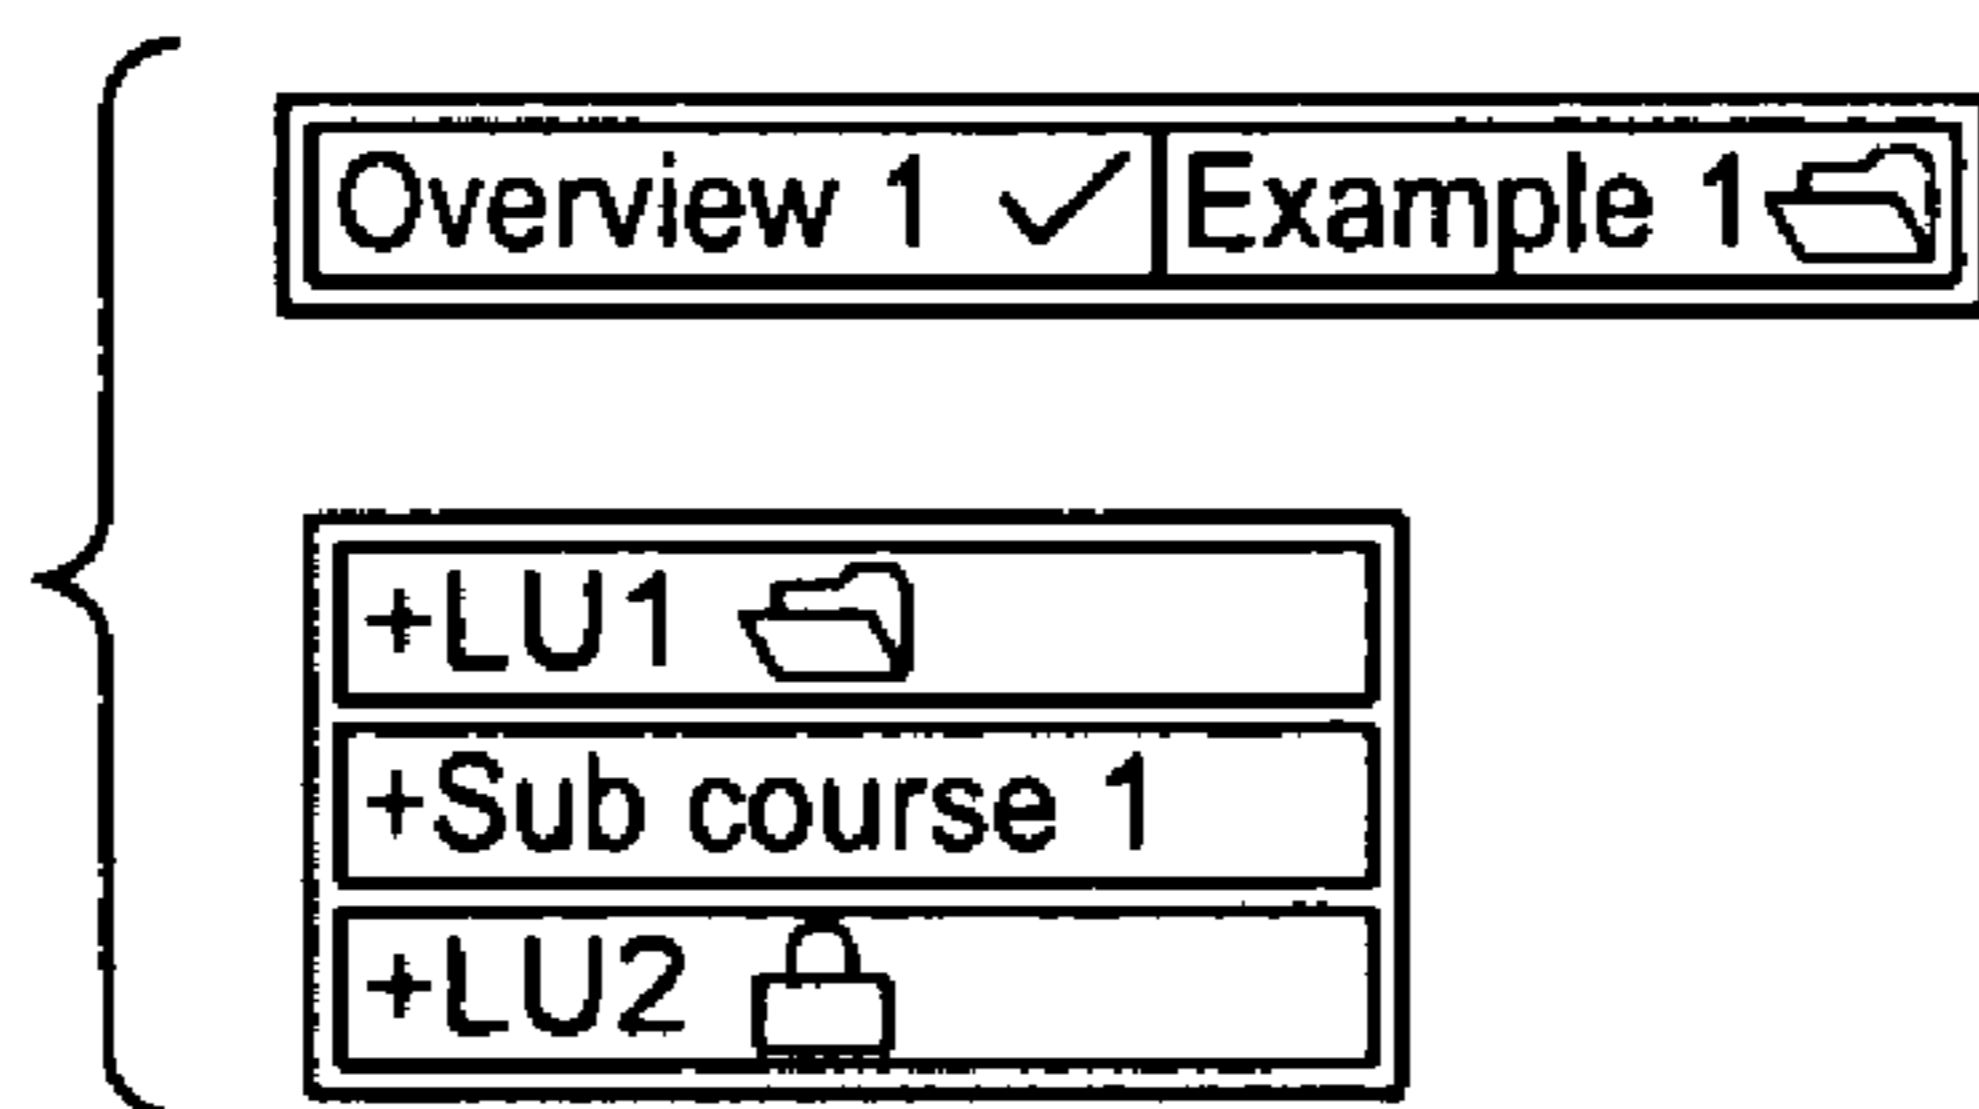 Overview 1 ✓ Example 1
+LU1
+Sub course 1
+LU2